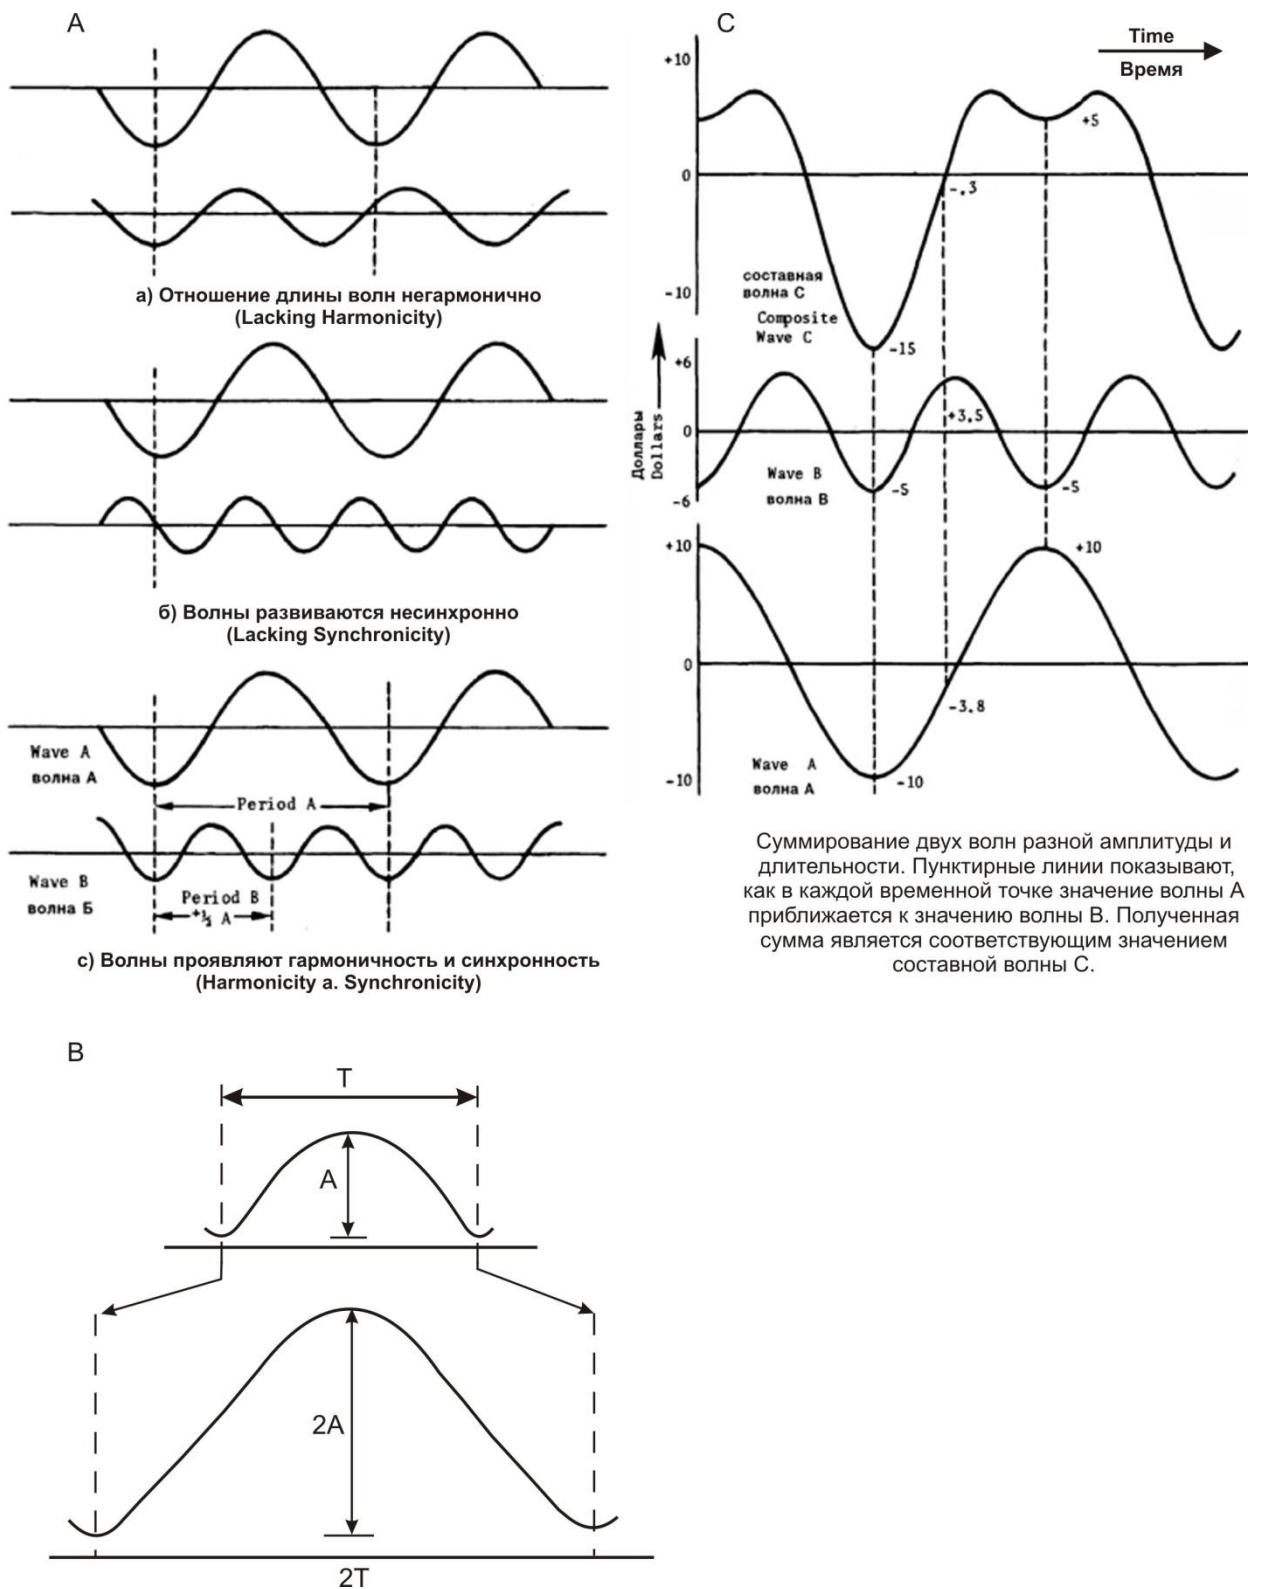 A
а) Отношение длины волн негармонично
(Lacking Harmonicity)
б) Волны развиваются несинхронно
(Lacking Synchronicity)
Wave A
волна А
Period A
Wave B
волна Б
Period B
+½ A
с) Волны проявляют гармоничность и синхронность
(Harmonicity a. Synchronicity)
C
Time
Время
+10
0
-10
+5
-.3
-15
составная
волна С
Composite
Wave C
Доллары
Dollars
+6
0
-6
+3.5
-5
-5
Wave B
волна В
+10
0
-10
+10
-3.8
-10
Wave A
волна А
Суммирование двух волн разной амплитуды и
длительности. Пунктирные линии показывают,
как в каждой временной точке значение волны А
приближается к значению волны В. Полученная
сумма является соответствующим значением
составной волны С.
B
T
A
2A
2T